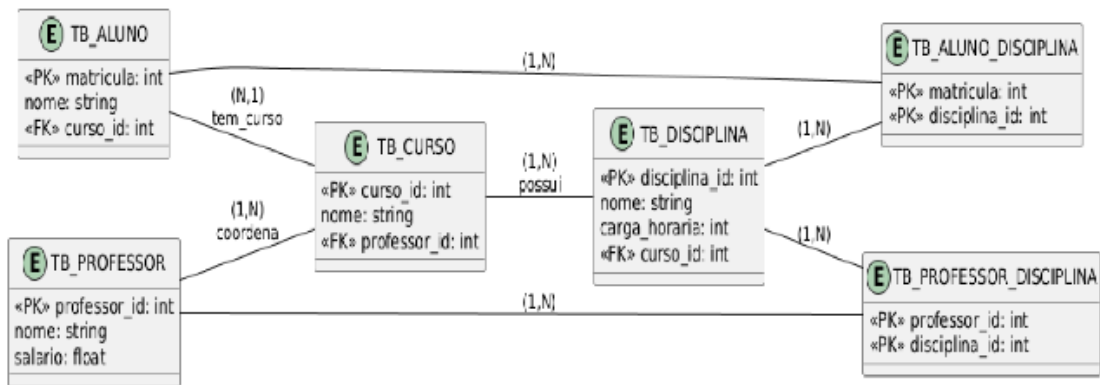 E TB_ALUNO
«PK» matricula: int
nome: string
«FK» curso_id: int
(1,N)
E TB_ALUNO_DISCIPLINA
«PK» matricula: int
«PK» disciplina_id: int
(N,1)
tem_curso
E TB_CURSO
«PK» curso_id: int
nome: string
«FK» professor_id: int
(1,N)
possui
E TB_DISCIPLINA
«PK» disciplina_id: int
nome: string
carga_horaria: int
«FK» curso_id: int
(1,N)
(1,N)
coordena
E TB_PROFESSOR
«PK» professor_id: int
nome: string
salario: float
(1,N)
(1,N)
E TB_PROFESSOR_DISCIPLINA
«PK» professor_id: int
«PK» disciplina_id: int